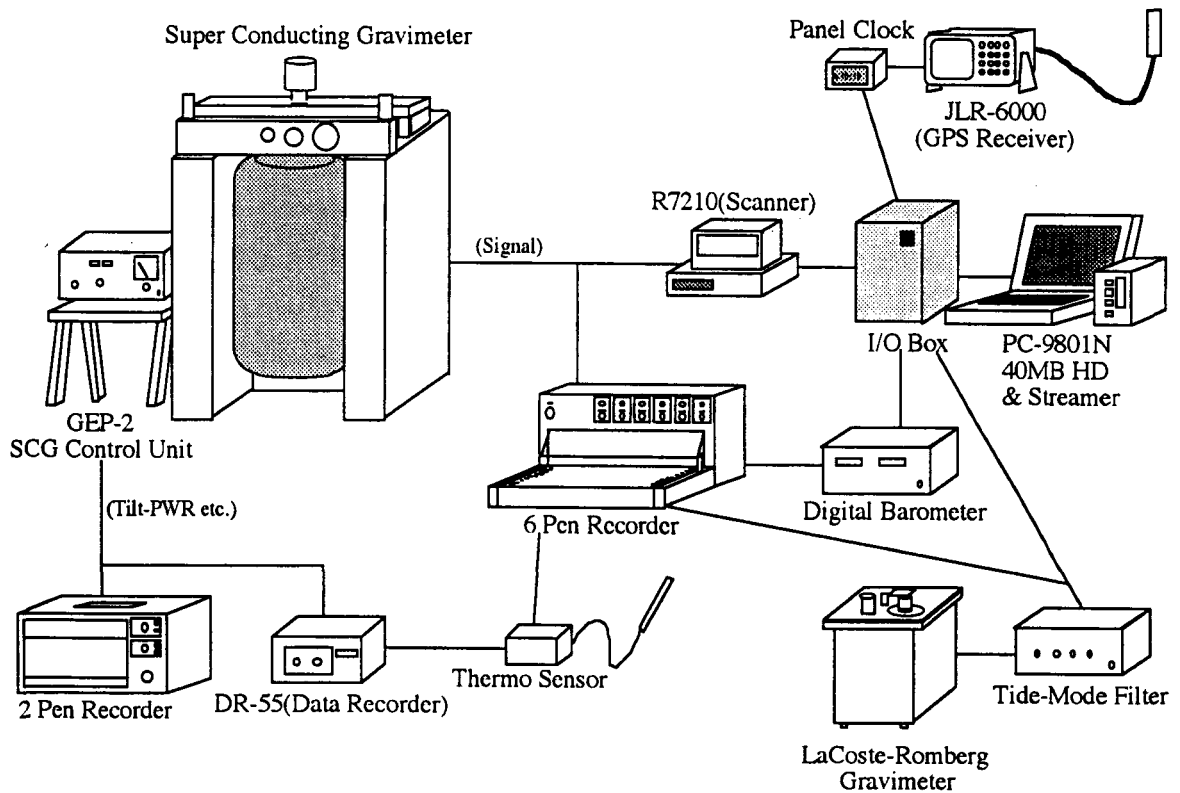 Super Conducting Gravimeter
Panel Clock
JLR-6000
(GPS Receiver)
R7210(Scanner)
(Signal)
I/O Box
PC-9801N
40MB HD
& Streamer
GEP-2
SCG Control Unit
(Tilt-PWR etc.)
6 Pen Recorder
Digital Barometer
2 Pen Recorder
DR-55(Data Recorder)
Thermo Sensor
Tide-Mode Filter
LaCoste-Romberg
Gravimeter